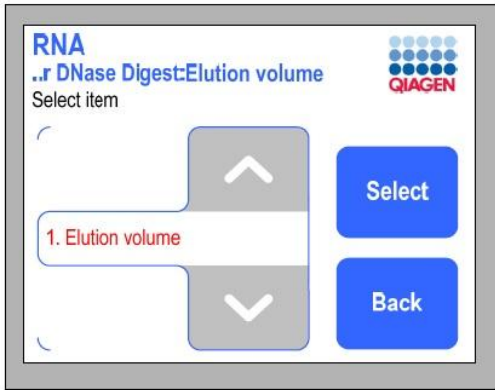 RNA
..r DNase Digest:Elution volume
Select item
QIAGEN
Select
1. Elution volume
Back